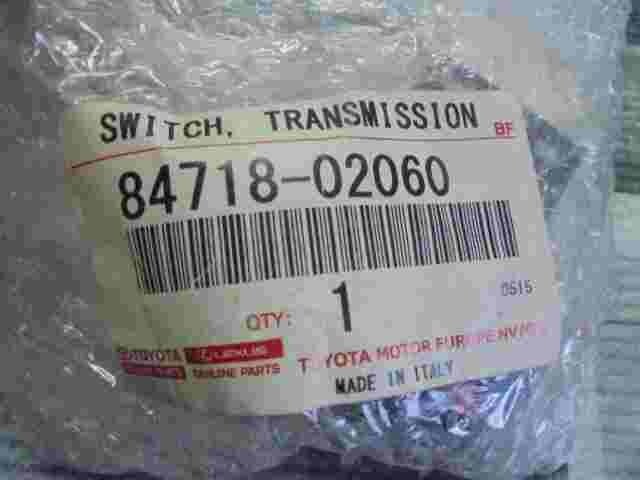 SWITCH, TRANSMISSION BF
84718-02060
QTY: 1 0515
TOYOTA LEXUS
GENUINE PARTS TOYOTA MOTOR EUROPE NV/
MADE IN ITALY